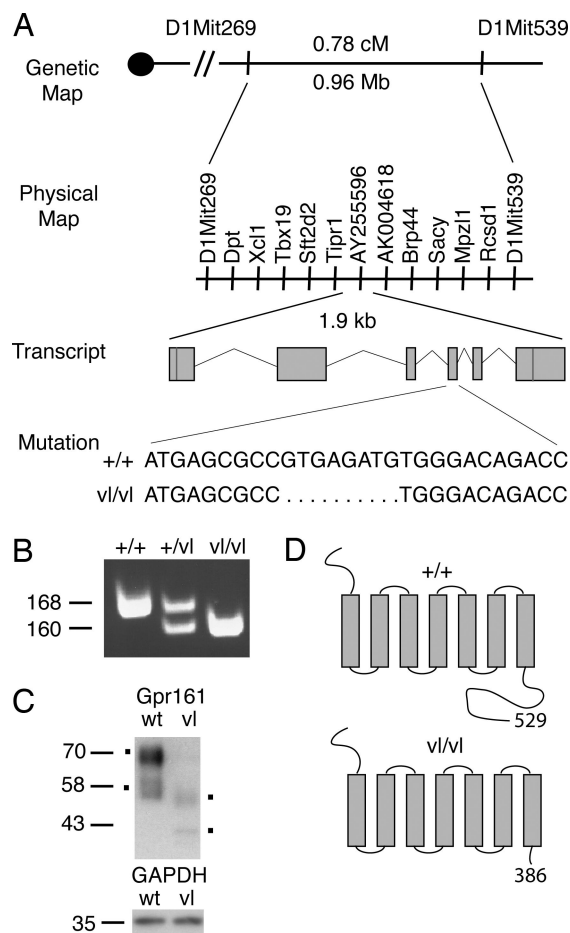 A
D1Mit269
D1Mit539
0.78 cM
Genetic
Map
0.96 Mb
Physical
Map
D1Mit269
Dpt
Xcl1
Tbx19
Sft2d2
Tipr1
AY255596
AK004618
Brp44
Sacy
Mpzl1
Rcsd1
D1Mit539
1.9 kb
Transcript
Mutation
+/+ ATGAGCGCCGTGAGATGTGGGACAGACC
vl/vl ATGAGCGCC . . . . . . . . . . TGGGACAGACC
B
+/+ +/vl vl/vl
168
160
C
Gpr161
wt vl
70
58
43
GAPDH
wt vl
35
D
+/+
529
vl/vl
386